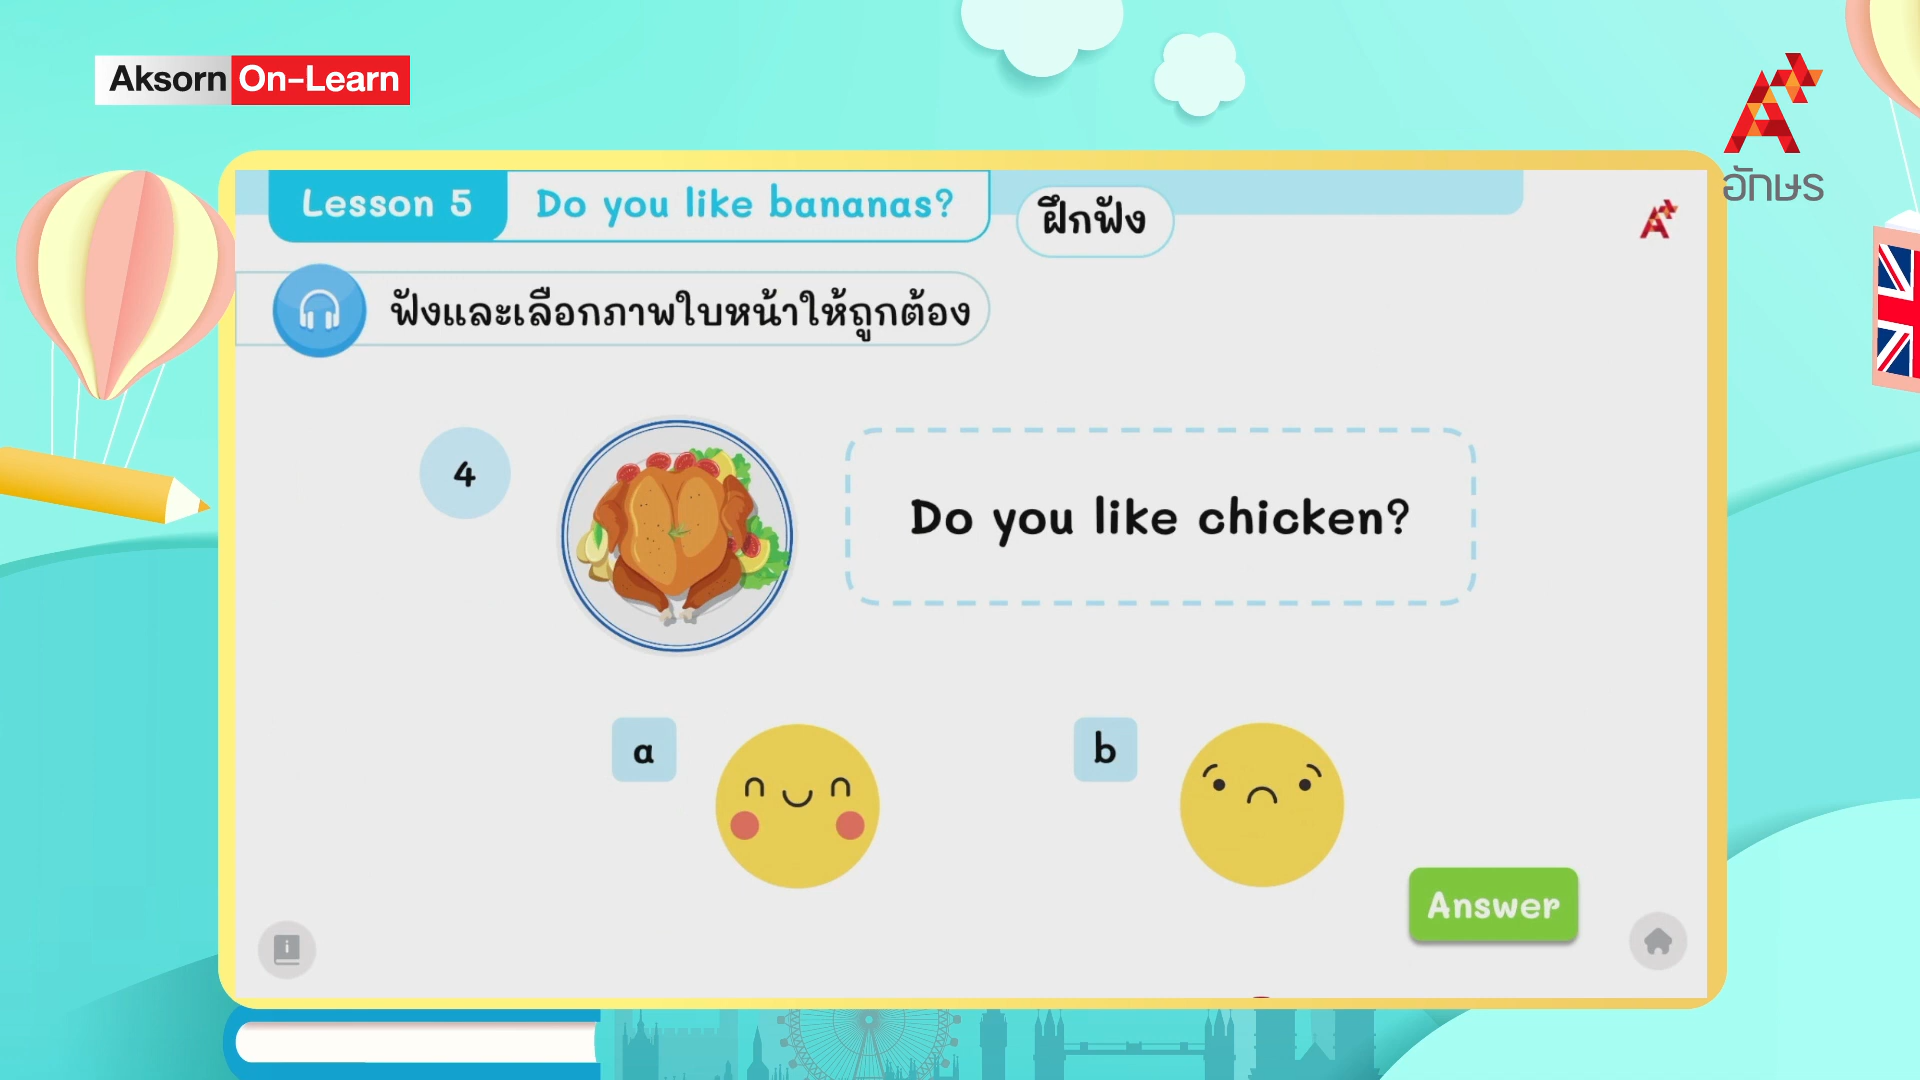 Aksorn On-Learn
อักษร
Lesson 5 Do you like bananas?
ฝึกฟัง
ฟังและเลือกภาพใบหน้าให้ถูกต้อง
4
Do you like chicken?
a
b
Answer
i